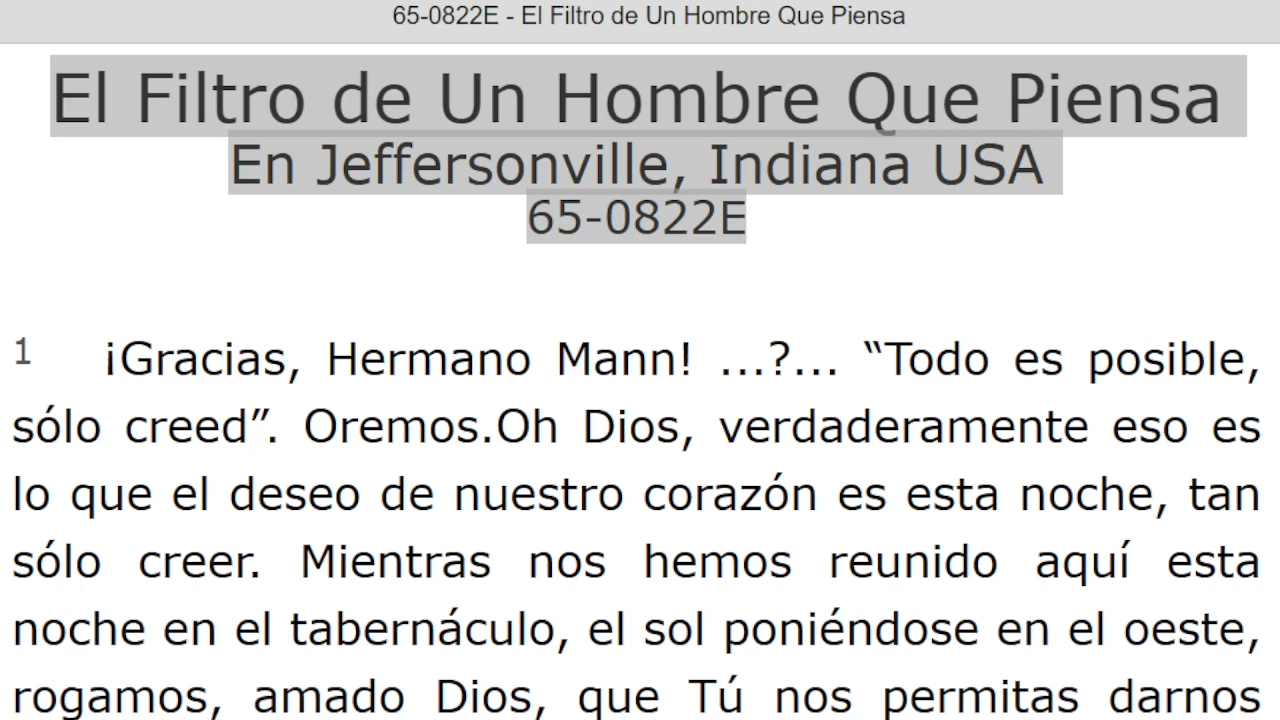 65-0822E - El Filtro de Un Hombre Que Piensa
El Filtro de Un Hombre Que Piensa
En Jeffersonville, Indiana USA
65-0822E
1 ¡Gracias, Hermano Mann! ...?... “Todo es posible,
sólo creed”. Oremos.Oh Dios, verdaderamente eso es
lo que el deseo de nuestro corazón es esta noche, tan
sólo creer. Mientras nos hemos reunido aquí esta
noche en el tabernáculo, el sol poniéndose en el oeste,
rogamos, amado Dios, que Tú nos permitas darnos